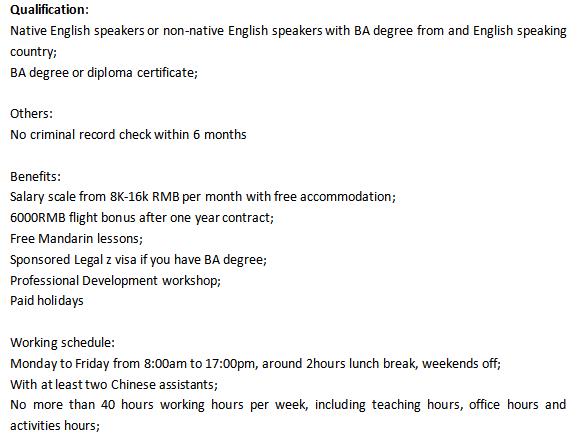 Qualification:
Native English speakers or non-native English speakers with BA degree from and English speaking
country;
BA degree or diploma certificate;
Others:
No criminal record check within 6 months
Benefits:
Salary scale from 8K-16k RMB per month with free accommodation;
6000RMB flight bonus after one year contract;
Free Mandarin lessons;
Sponsored Legal z visa if you have BA degree;
Professional Development workshop;
Paid holidays
Working schedule:
Monday to Friday from 8:00am to 17:00pm, around 2hours lunch break, weekends off;
With at least two Chinese assistants;
No more than 40 hours working hours per week, including teaching hours, office hours and
activities hours;